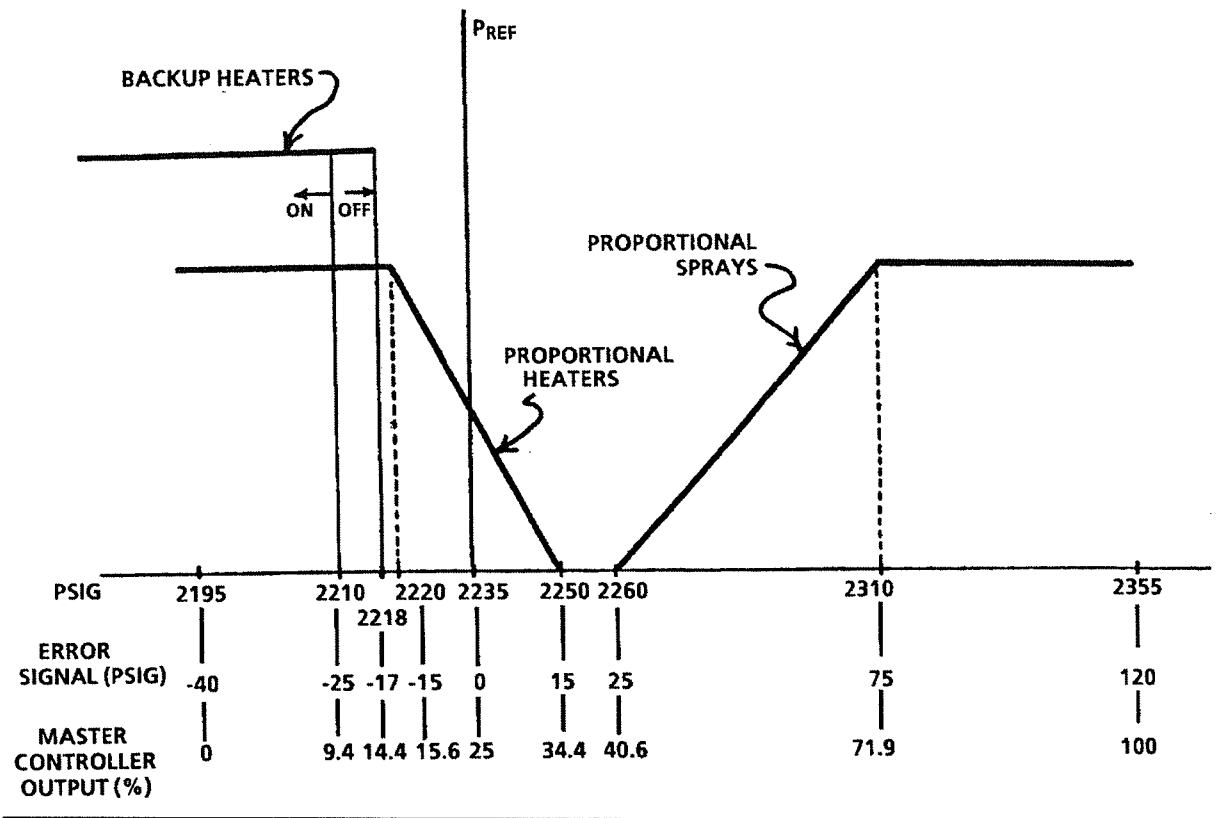 PREF
BACKUP HEATERS
ON OFF
PROPORTIONAL
SPRAYS
PROPORTIONAL
HEATERS
PSIG 2195 2210 2220 2235 2250 2260 2310 2355
2218
ERROR
SIGNAL (PSIG) -40 -25 -17 -15 0 15 25 75 120
MASTER
CONTROLLER
OUTPUT (%)
0 9.4 14.4 15.6 25 34.4 40.6 71.9 100